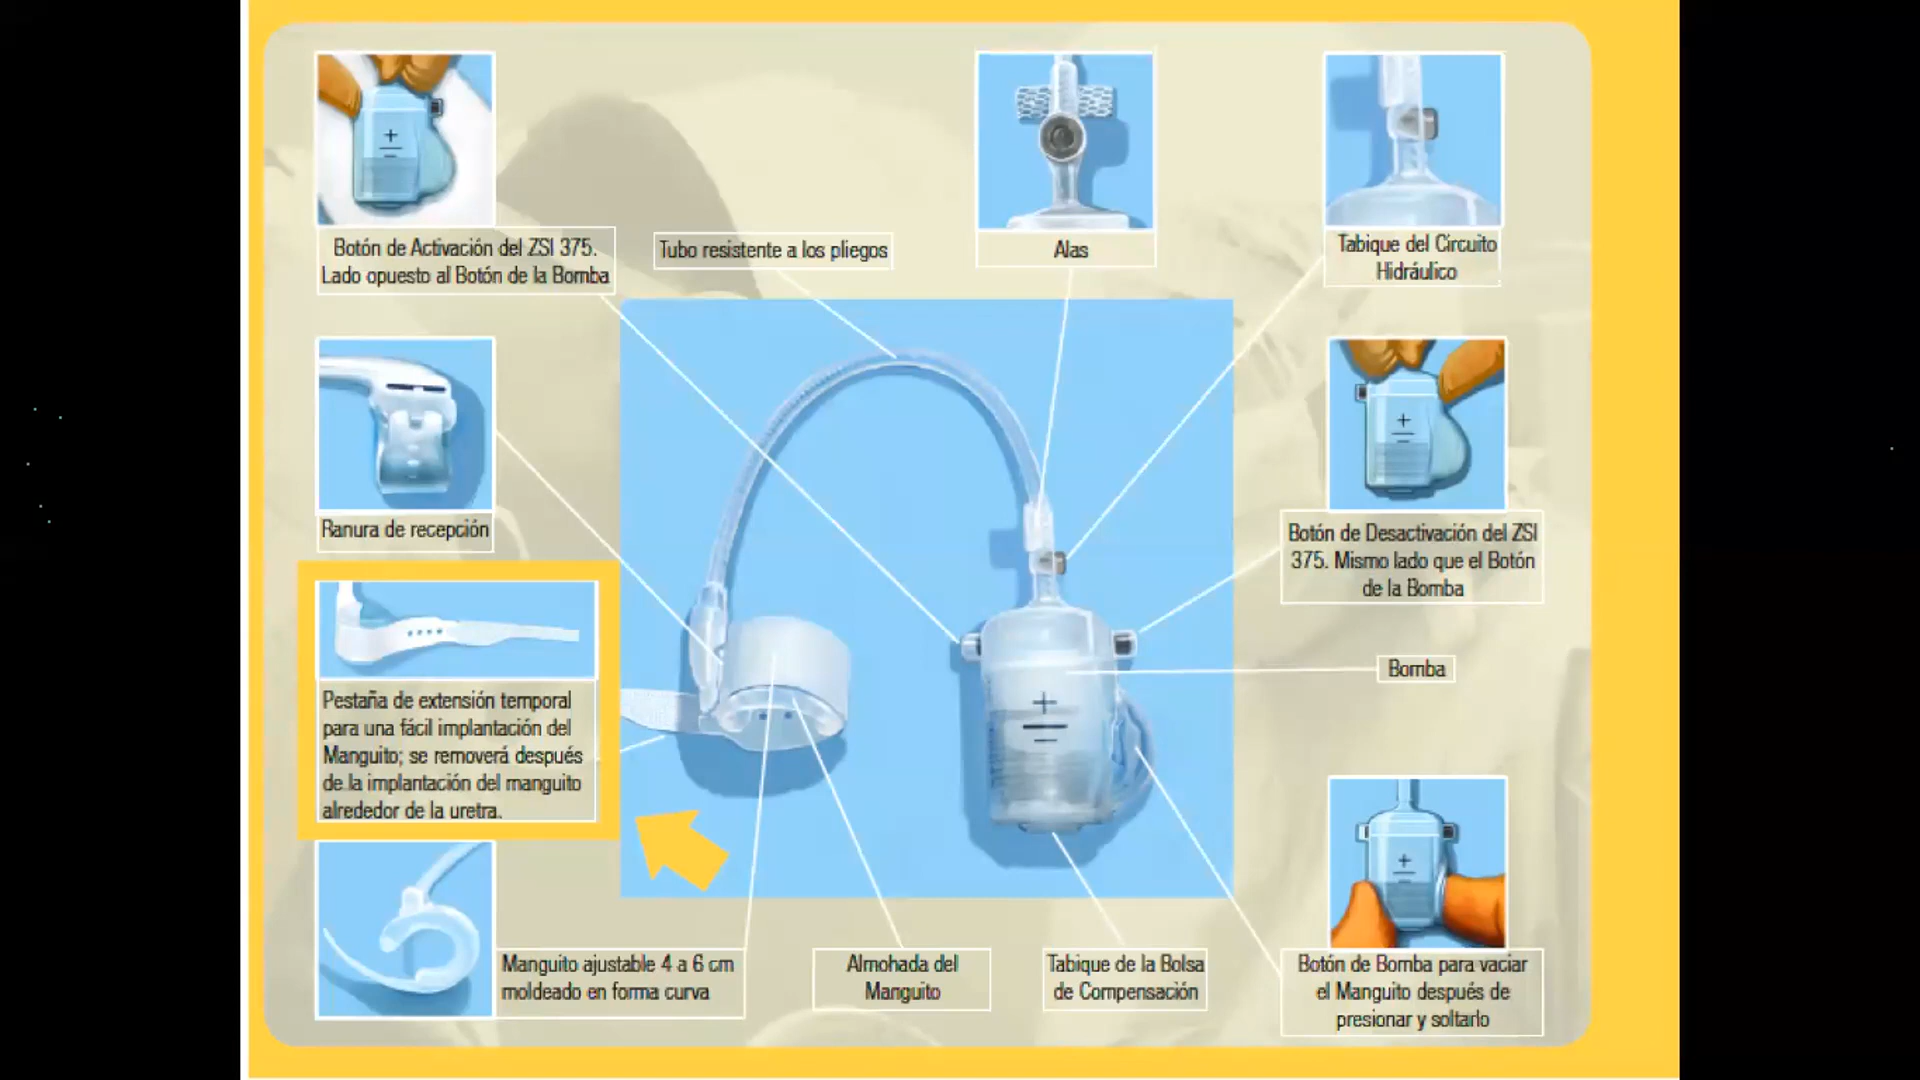 Botón de Activación del ZSI 375.
Lado opuesto al Botón de la Bomba
Tubo resistente a los pliegos
Alas
Tabique del Circuito
Hidráulico
Ranura de recepción
Botón de Desactivación del ZSI
375. Mismo lado que el Botón
de la Bomba
Bomba
Pestaña de extensión temporal
para una fácil implantación del
Manguito; se removerá después
de la implantación del manguito
alrededor de la uretra.
Manguito ajustable 4 a 6 cm
moldeado en forma curva
Almohada del
Manguito
Tabique de la Bolsa
de Compensación
Botón de Bomba para vaciar
el Manguito después de
presionar y soltarlo